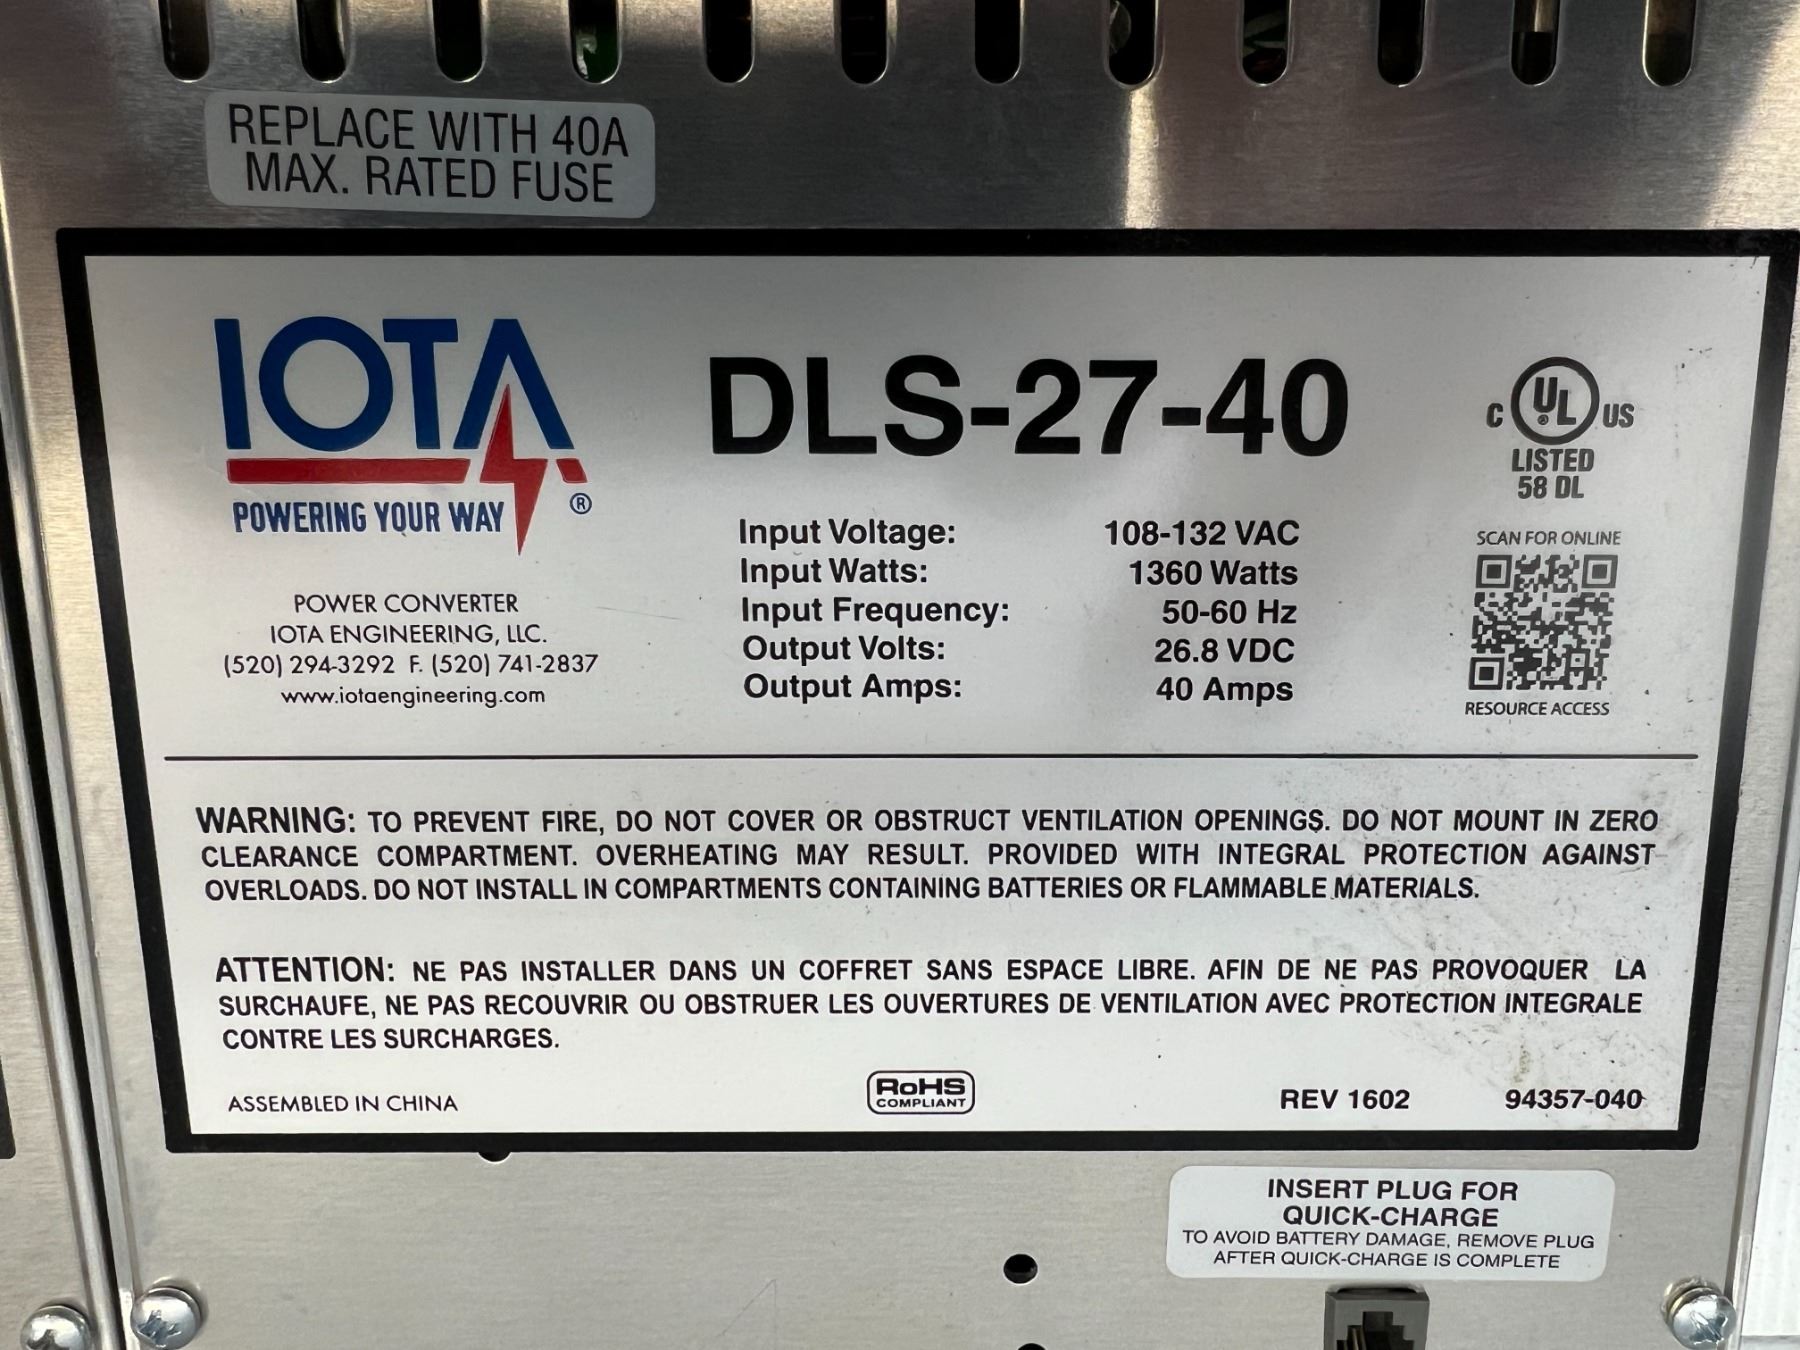 REPLACE WITH 40A
MAX. RATED FUSE
IOTA
POWERING YOUR WAY
®
POWER CONVERTER
IOTA ENGINEERING, LLC.
(520) 294-3292 F. (520) 741-2837
www.iotaengineering.com
DLS-27-40
Input Voltage: 108-132 VAC
Input Watts: 1360 Watts
Input Frequency: 50-60 Hz
Output Volts: 26.8 VDC
Output Amps: 40 Amps
C UL ® US
LISTED
58 DL
SCAN FOR ONLINE
RESOURCE ACCESS
WARNING: TO PREVENT FIRE, DO NOT COVER OR OBSTRUCT VENTILATION OPENINGS. DO NOT MOUNT IN ZERO
CLEARANCE COMPARTMENT. OVERHEATING MAY RESULT. PROVIDED WITH INTEGRAL PROTECTION AGAINST
OVERLOADS. DO NOT INSTALL IN COMPARTMENTS CONTAINING BATTERIES OR FLAMMABLE MATERIALS.
ATTENTION: NE PAS INSTALLER DANS UN COFFRET SANS ESPACE LIBRE. AFIN DE NE PAS PROVOQUER LA
SURCHAUFE, NE PAS RECOUVRIR OU OBSTRUER LES OUVERTURES DE VENTILATION AVEC PROTECTION INTEGRALE
CONTRE LES SURCHARGES.
ASSEMBLED IN CHINA
RoHS
COMPLIANT
REV 1602 94357-040
INSERT PLUG FOR
QUICK-CHARGE
TO AVOID BATTERY DAMAGE, REMOVE PLUG
AFTER QUICK-CHARGE IS COMPLETE